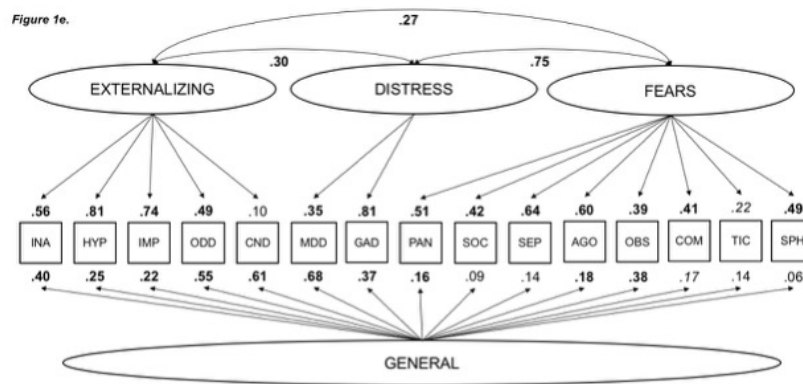 Figure 1e.
.27
.30
.75
EXTERNALIZING
DISTRESS
FEARS
.56 .81 .74 .49 .10 .35 .81 .51 .42 .64 .60 .39 .41 .22 .49
INA HYP IMP ODD CND MDD GAD PAN SOC SEP AGO OBS COM TIC SPH
.40 .25 .22 .55 .61 .68 .37 .16 .09 .14 .18 .38 .17 .14 .06
GENERAL